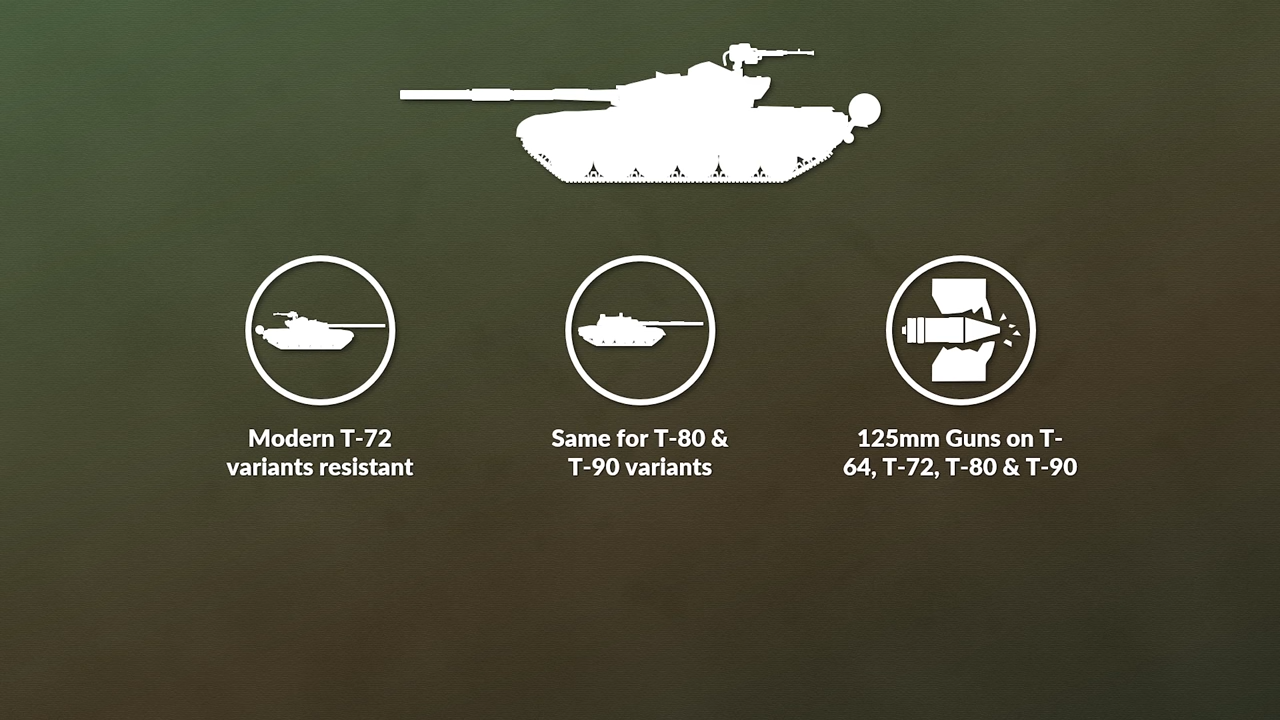 Modern T-72
variants resistant
Same for T-80 &
T-90 variants
125mm Guns on T-
64, T-72, T-80 & T-90